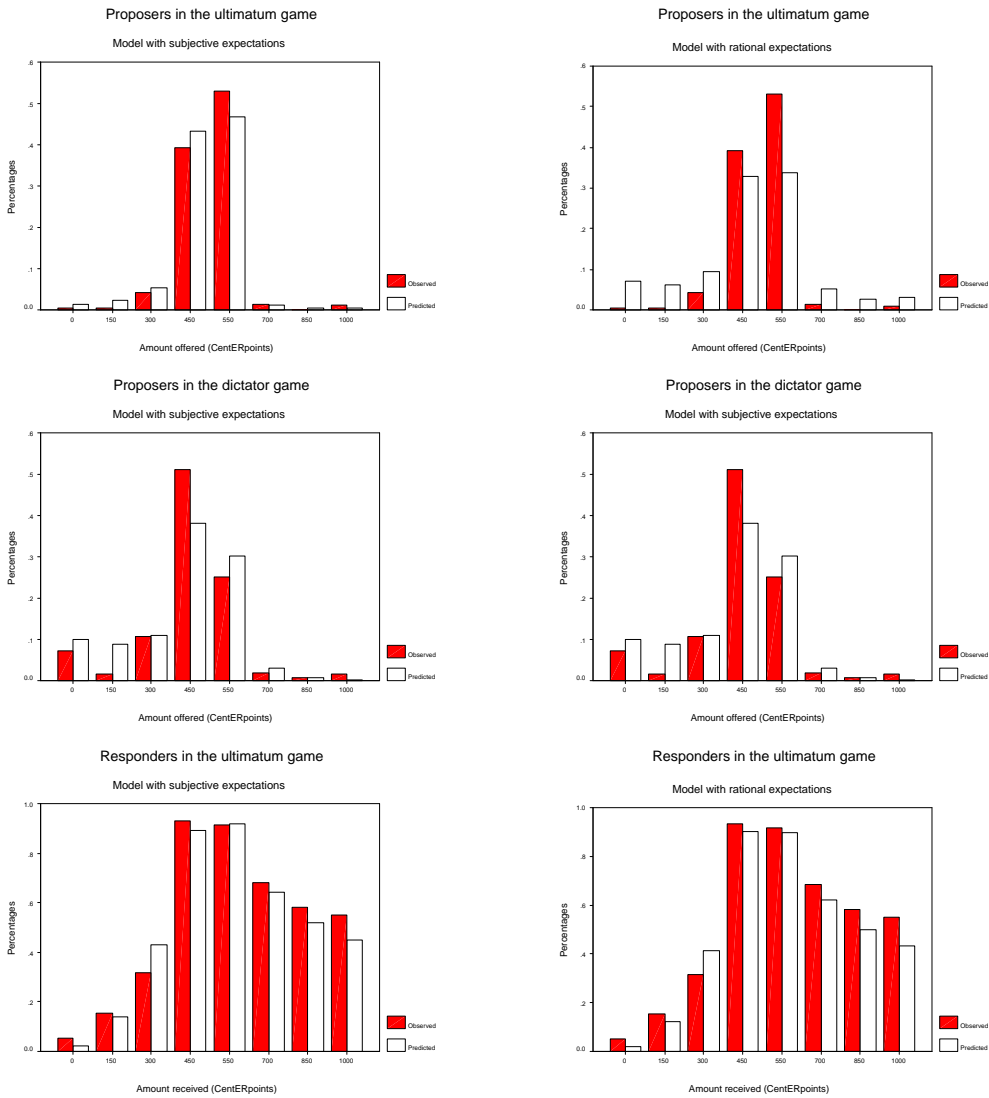 Proposers in the ultimatum game
Model with subjective expectations
.6
.5
.4
.3
.2
.1
0.0
Percentages
0 150 300 450 550 700 850 1000
Amount offered (CentERpoints)
Observed
Predicted
Proposers in the ultimatum game
Model with rational expectations
.6
.5
.4
.3
.2
.1
0.0
Percentages
0 150 300 450 550 700 850 1000
Amount offered (CentERpoints)
Observed
Predicted
Proposers in the dictator game
Model with subjective expectations
.6
.5
.4
.3
.2
.1
0.0
Percentages
0 150 300 450 550 700 850 1000
Amount offered (CentERpoints)
Observed
Predicted
Proposers in the dictator game
Model with subjective expectations
.6
.5
.4
.3
.2
.1
0.0
Percentages
0 150 300 450 550 700 850 1000
Amount offered (CentERpoints)
Observed
Predicted
Responders in the ultimatum game
Model with subjective expectations
1.0
.8
.6
.4
.2
0.0
Percentages
0 150 300 450 550 700 850 1000
Amount received (CentERpoints)
Observed
Predicted
Responders in the ultimatum game
Model with rational expectations
1.0
.8
.6
.4
.2
0.0
Percentages
0 150 300 450 550 700 850 1000
Amount received (CentERpoints)
Observed
Predicted